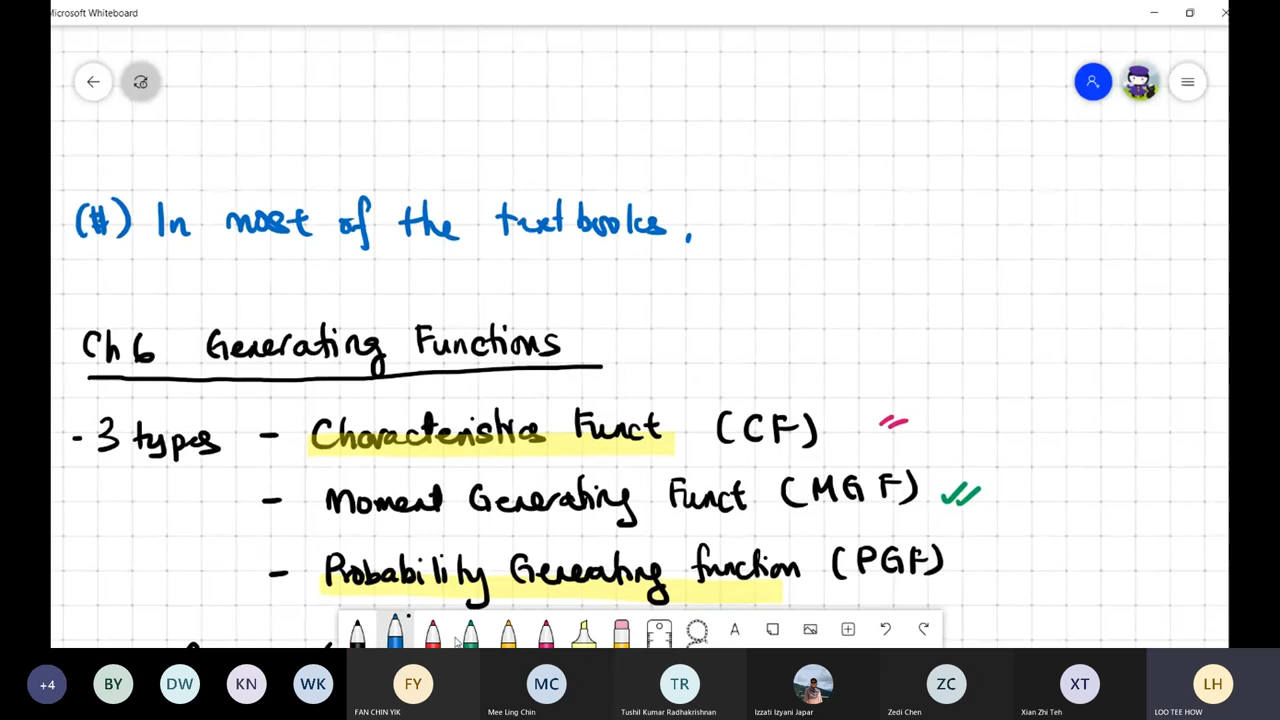 Microsoft Whiteboard
(#) In most of the textbooks,
Ch 6 Generating Functions
- 3 types - Characteristics Funct (CF)
- Moment Generating Funct (MGF)
- Probability Generating function (PGF)
A
+4 BY DW KN WK FY MC TR ZC XT LH
FAN CHIN YIK Mee Ling Chin Tushil Kumar Radhakrishnan Izzati Izyani Japar Zedi Chen Xian Zhi Teh LOO TEE HOW